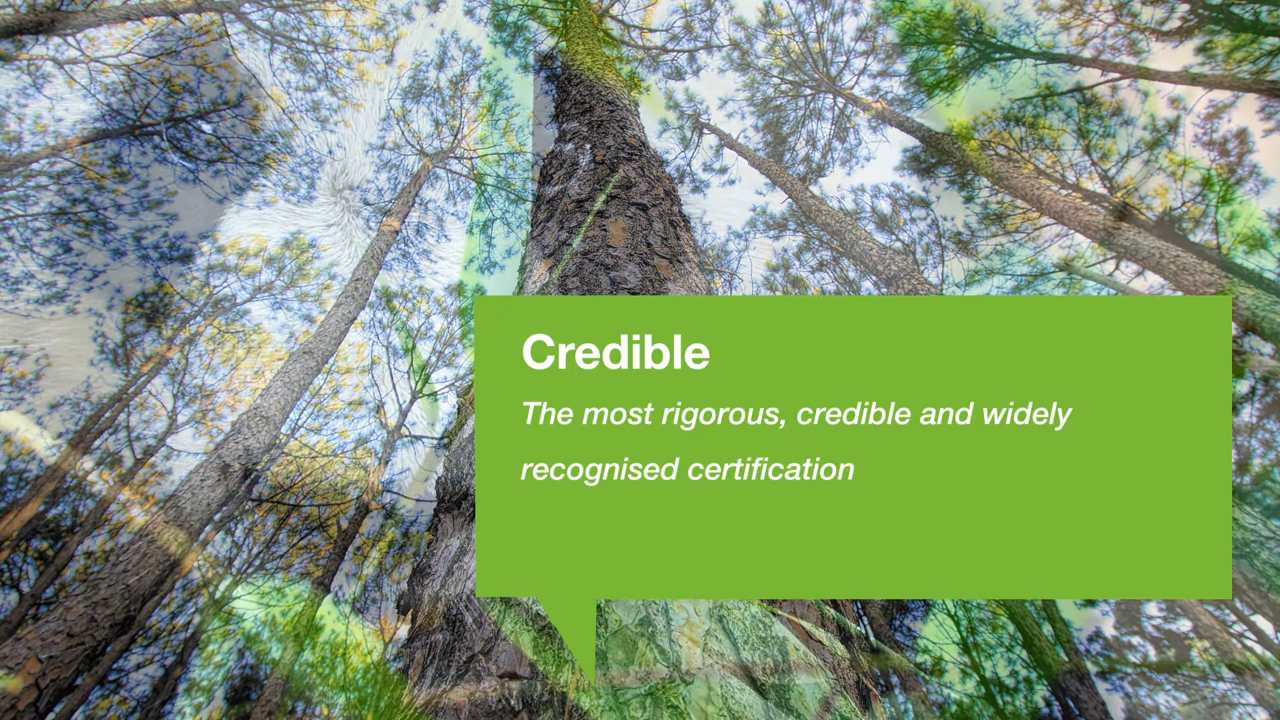 Credible
The most rigorous, credible and widely
recognised certification